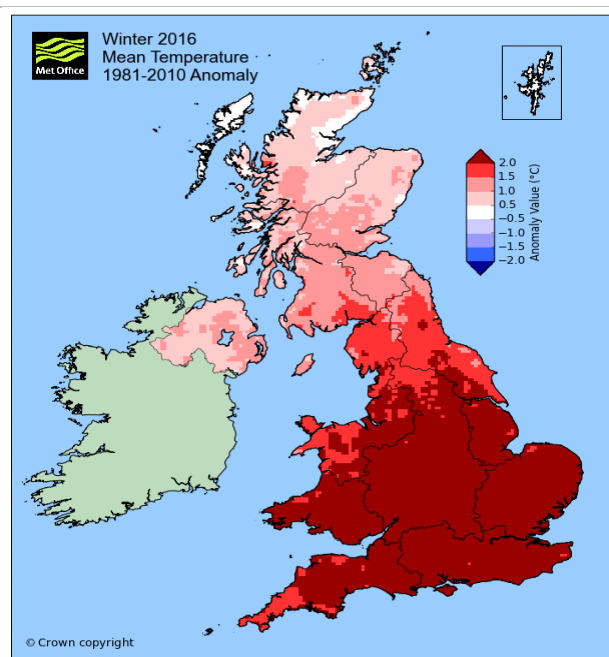 Met Office
Winter 2016
Mean Temperature
1981-2010 Anomaly
2.0
1.5
1.0
0.5
−0.5
−1.0
−1.5
−2.0
Anomaly Value (°C)
© Crown copyright